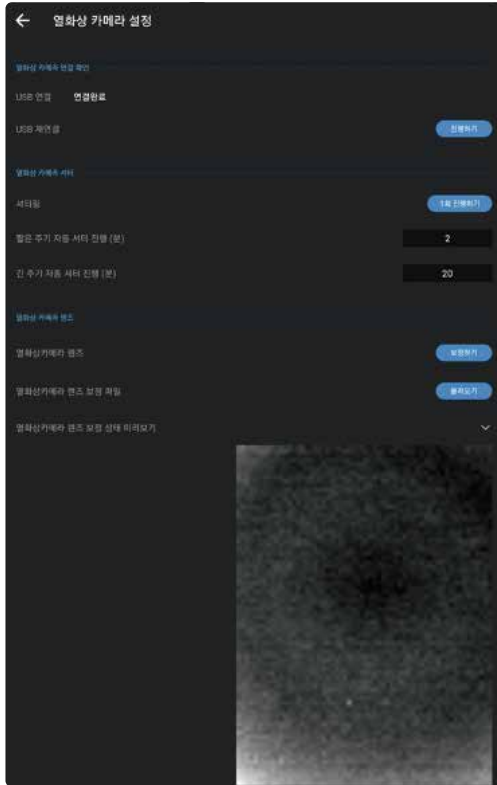 열화상 카메라 설정
열화상 카메라 연결 확인
USB 연결 연결완료
USB 재연결 진행하기
열화상 카메라 셔터
셔터링 1회 진행하기
짧은 주기 자동 셔터 진행 (분) 2
긴 주기 자동 셔터 진행 (분) 20
열화상 카메라 렌즈
열화상카메라 렌즈 보정하기
열화상카메라 렌즈 보정 파일 불러오기
열화상카메라 렌즈 보정 상태 미리보기